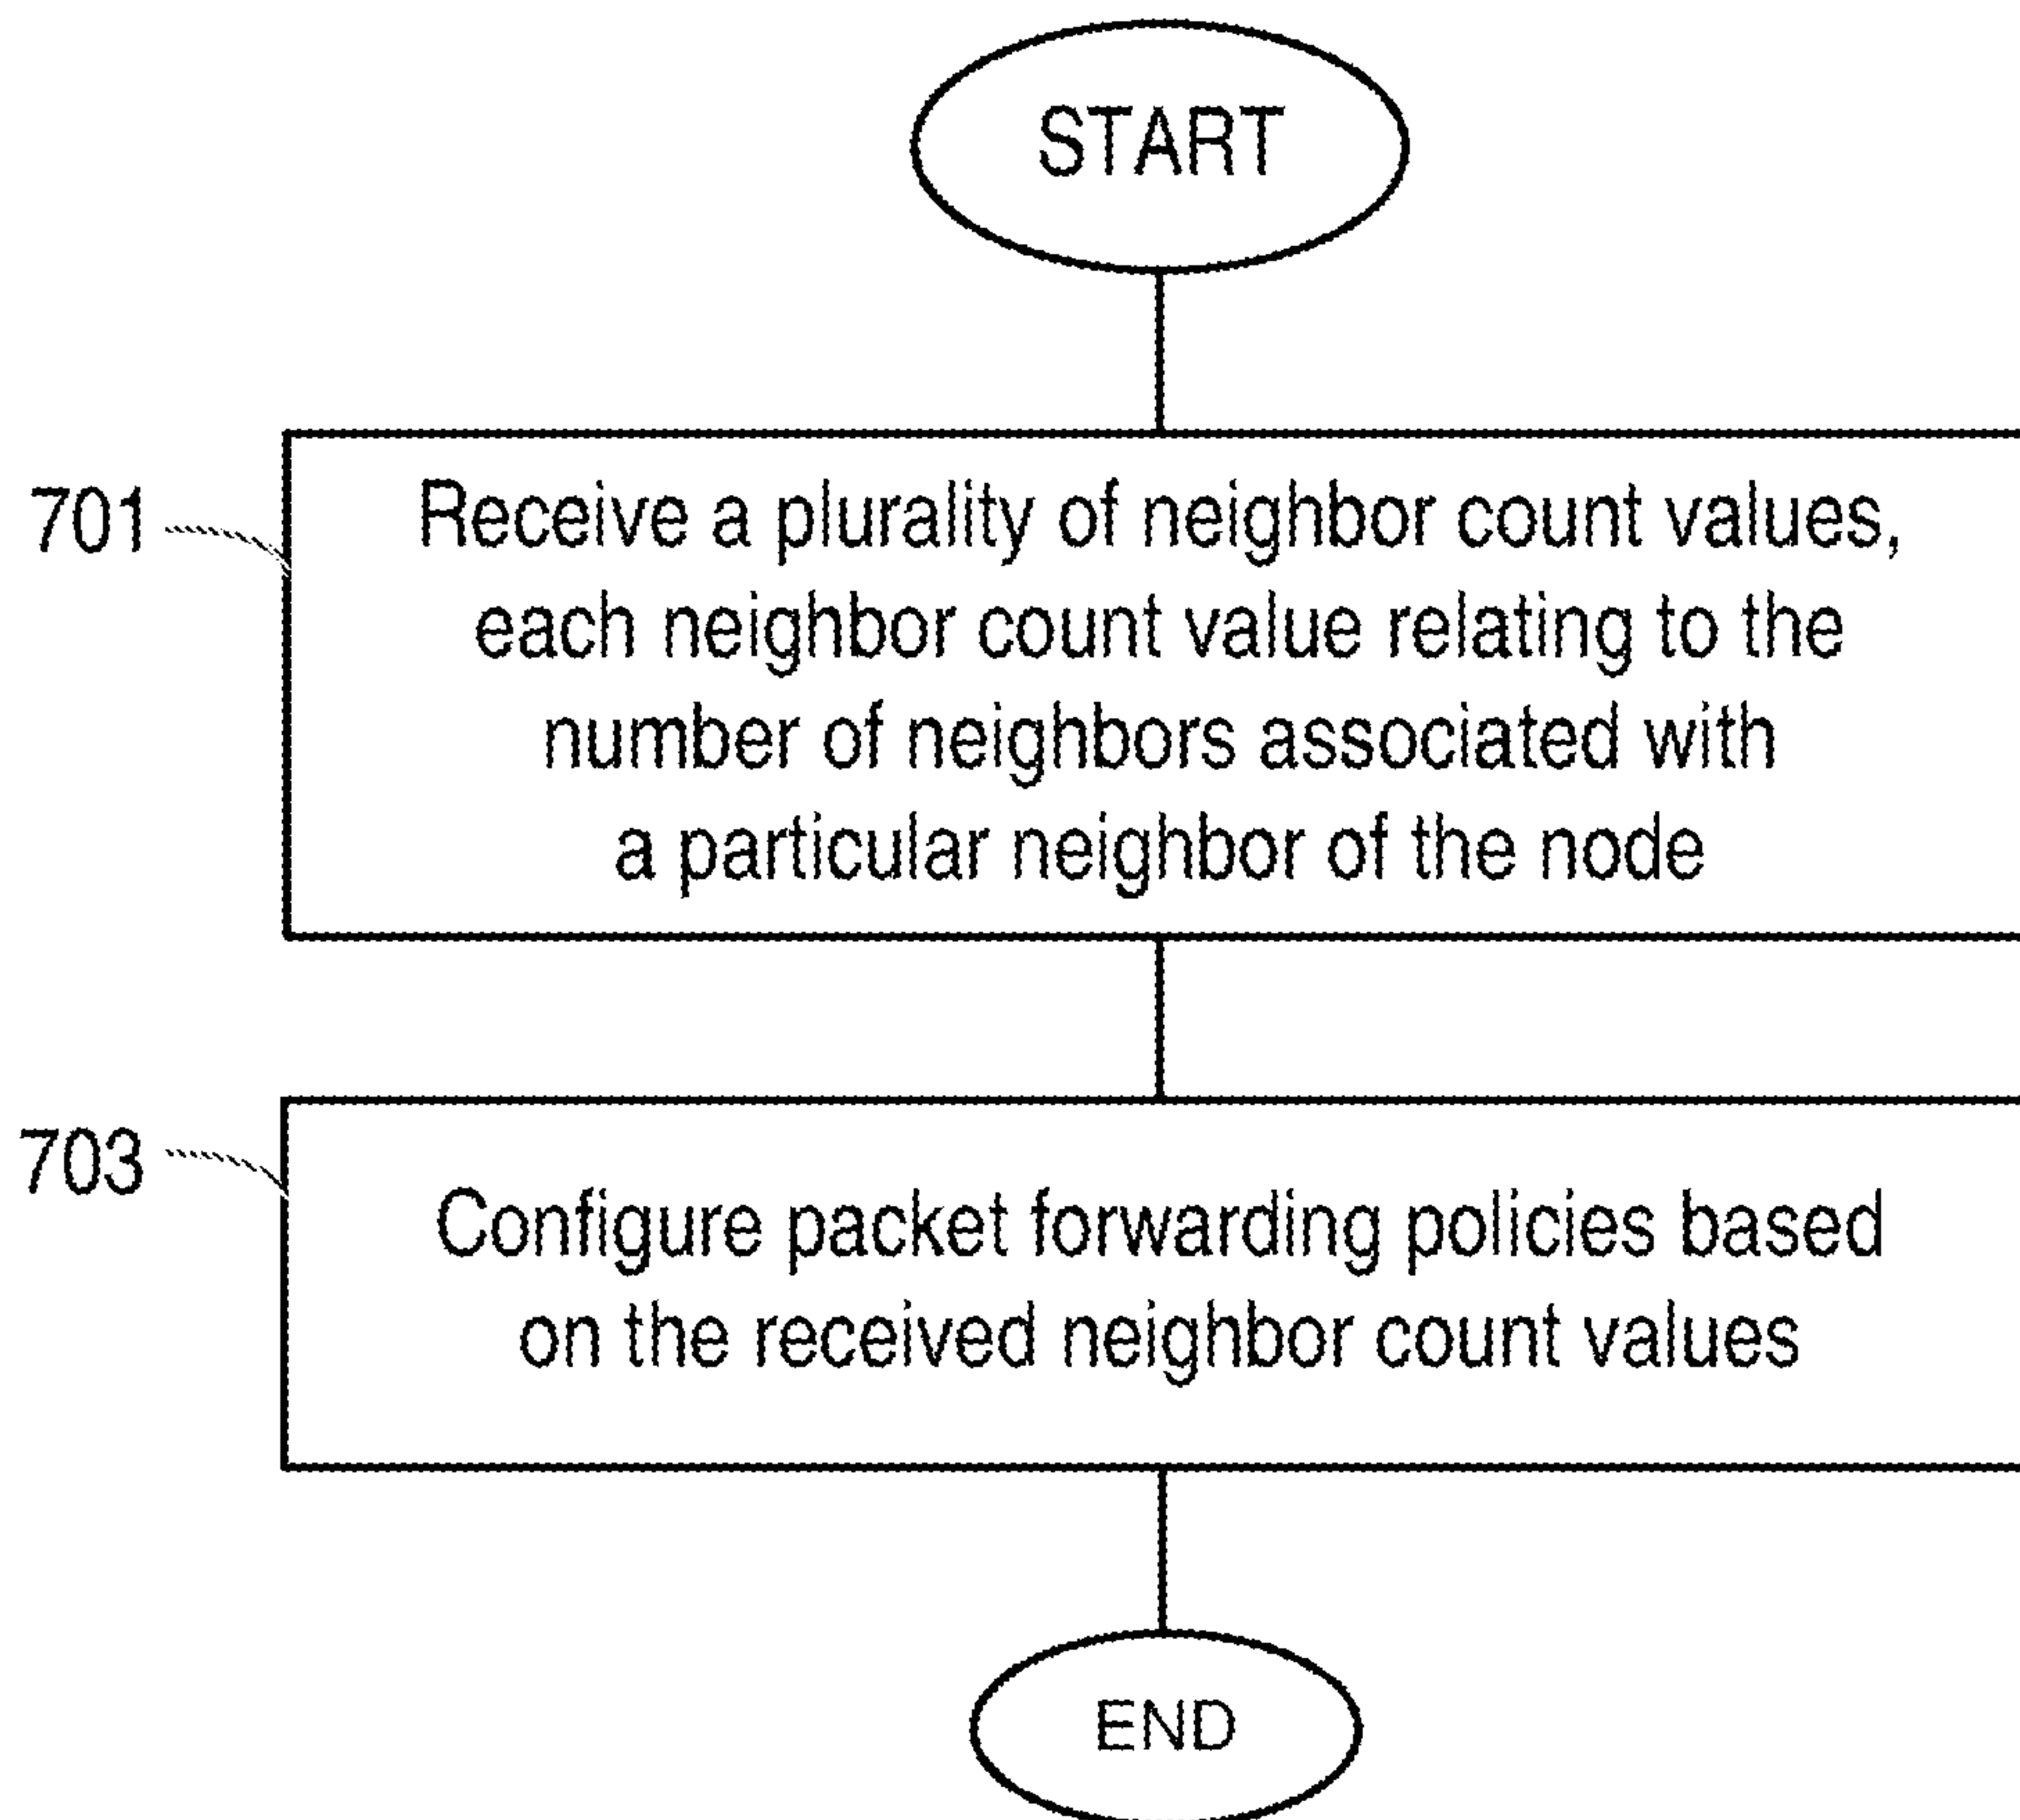 START
701
Receive a plurality of neighbor count values,
each neighbor count value relating to the
number of neighbors associated with
a particular neighbor of the node
703
Configure packet forwarding policies based
on the received neighbor count values
END